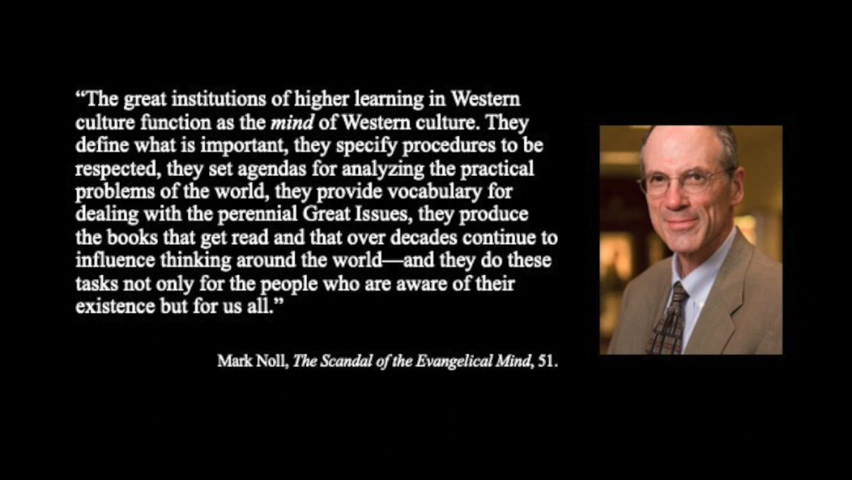 “The great institutions of higher learning in Western
culture function as the mind of Western culture. They
define what is important, they specify procedures to be
respected, they set agendas for analyzing the practical
problems of the world, they provide vocabulary for
dealing with the perennial Great Issues, they produce
the books that get read and that over decades continue to
influence thinking around the world—and they do these
tasks not only for the people who are aware of their
existence but for us all.”
Mark Noll, The Scandal of the Evangelical Mind, 51.